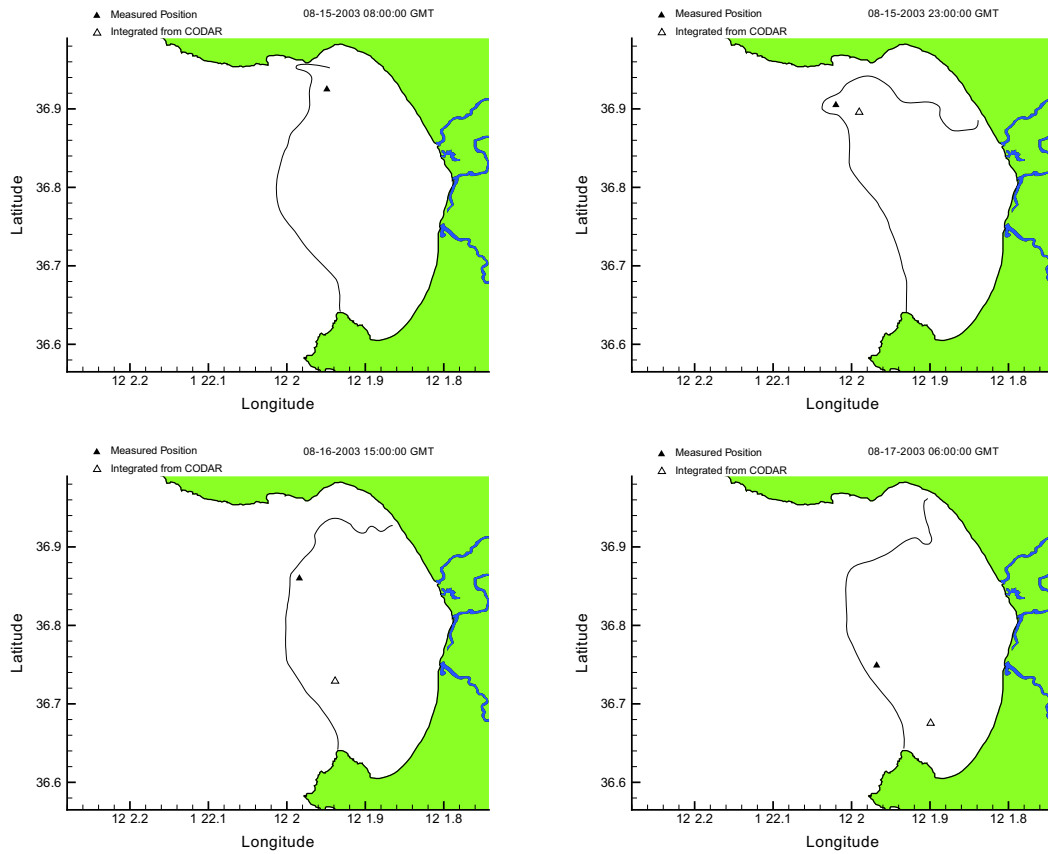 Measured Position 08-15-2003 08:00:00 GMT
Integrated from CODAR
36.9
36.8
36.7
36.6
Latitude
12 2.2 1 22.1 12 2 12 1.9 12 1.8
Longitude
Measured Position 08-15-2003 23:00:00 GMT
Integrated from CODAR
36.9
36.8
36.7
36.6
Latitude
12 2.2 1 22.1 12 2 12 1.9 12 1.8
Longitude
Measured Position 08-16-2003 15:00:00 GMT
Integrated from CODAR
36.9
36.8
36.7
36.6
Latitude
12 2.2 1 22.1 12 2 12 1.9 12 1.8
Longitude
Measured Position 08-17-2003 06:00:00 GMT
Integrated from CODAR
36.9
36.8
36.7
36.6
Latitude
12 2.2 1 22.1 12 2 12 1.9 12 1.8
Longitude